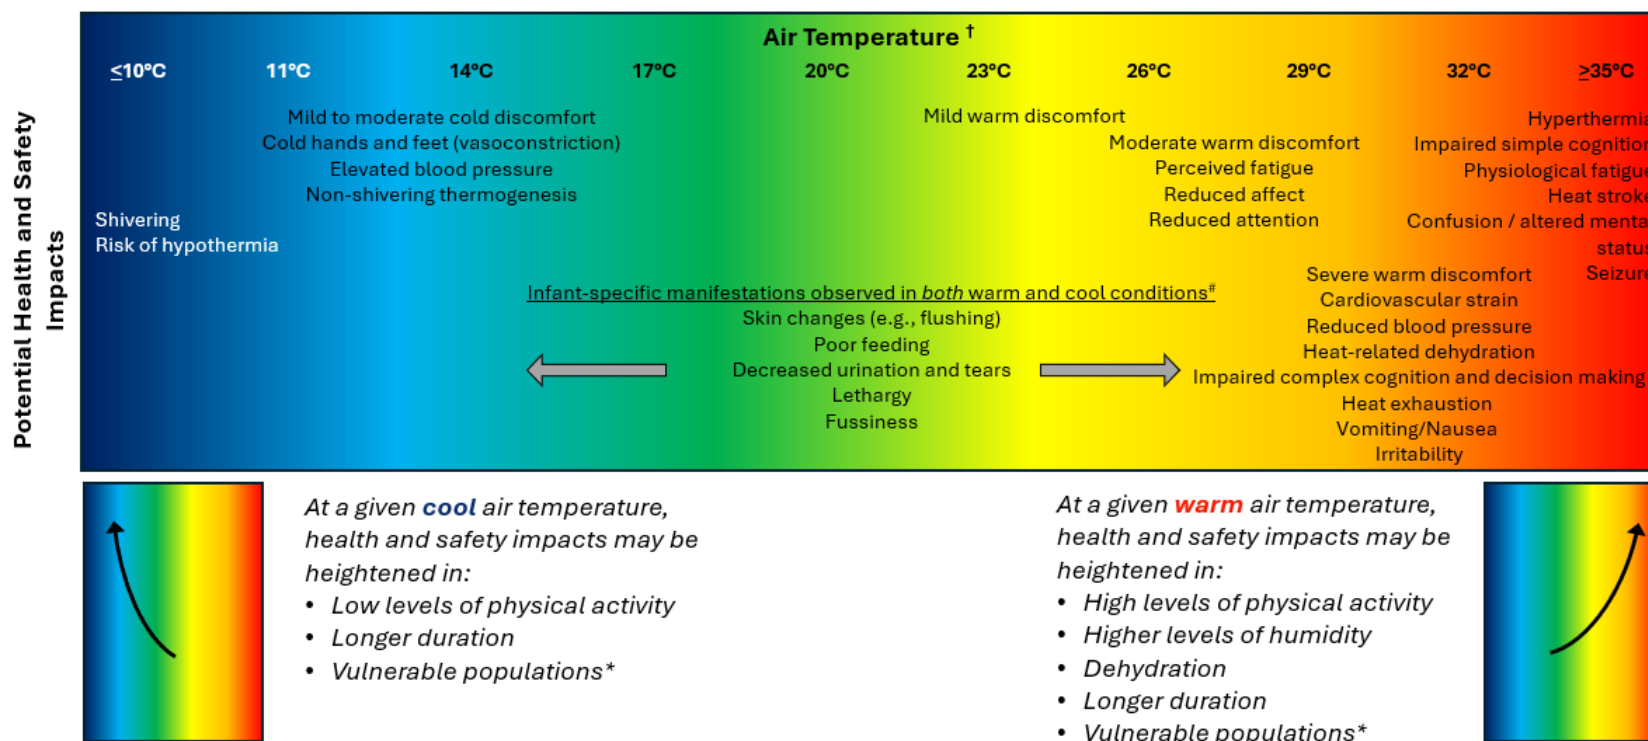 Air Temperature †
≤10°C 11°C 14°C 17°C 20°C 23°C 26°C 29°C 32°C ≥35°C
Potential Health and Safety
Impacts
Mild to moderate cold discomfort
Cold hands and feet (vasoconstriction)
Elevated blood pressure
Non-shivering thermogenesis
Shivering
Risk of hypothermia
Mild warm discomfort
Moderate warm discomfort
Perceived fatigue
Reduced affect
Reduced attention
Hyperthermia
Impaired simple cognition
Physiological fatigue
Heat stroke
Confusion / altered menta
status
Seizure
Infant-specific manifestations observed in both warm and cool conditions#
Skin changes (e.g., flushing)
Poor feeding
Decreased urination and tears
Lethargy
Fussiness
Severe warm discomfort
Cardiovascular strain
Reduced blood pressure
Heat-related dehydration
Impaired complex cognition and decision making
Heat exhaustion
Vomiting/Nausea
Irritability
At a given cool air temperature,
health and safety impacts may be
heightened in:
• Low levels of physical activity
• Longer duration
• Vulnerable populations*
At a given warm air temperature,
health and safety impacts may be
heightened in:
• High levels of physical activity
• Higher levels of humidity
• Dehydration
• Longer duration
• Vulnerable populations*